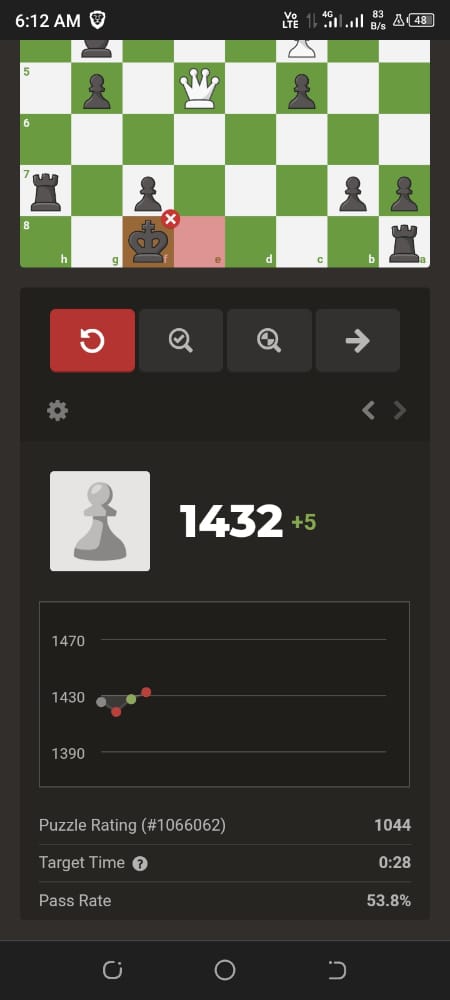 6:12 AM Vo LTE 4G 83 B/s 48
5
6
7
8 h g f e d c b a
1432 +5
1470
1430
1390
Puzzle Rating (#1066062) 1044
Target Time ? 0:28
Pass Rate 53.8%